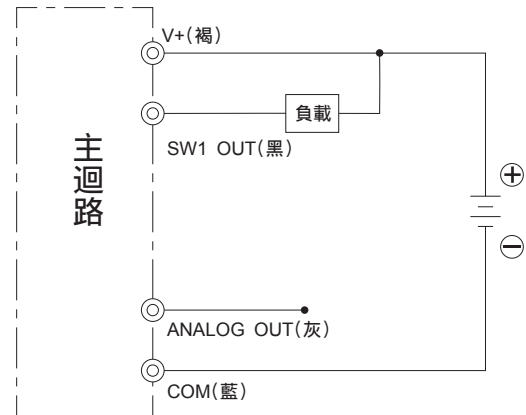 V+(褐)
負載
SW1 OUT(黑)
主迴路
⊕
⊖
ANALOG OUT(灰)
COM(藍)